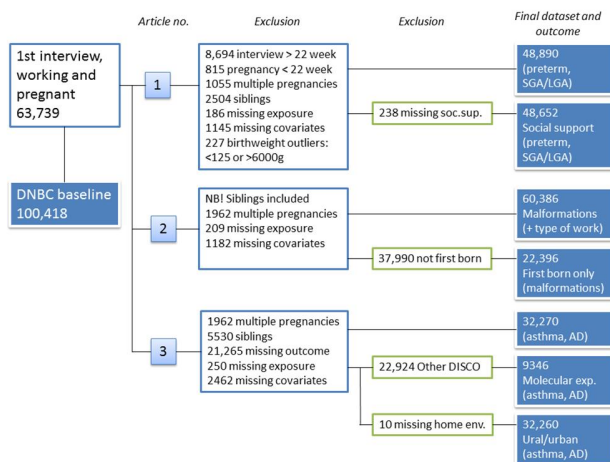 Article no.
Exclusion
Exclusion
Final dataset and
outcome
1st interview,
working and
pregnant
63,739
DNBC baseline
100,418
1
8,694 interview > 22 week
815 pregnancy < 22 week
1055 multiple pregnancies
2504 siblings
186 missing exposure
1145 missing covariates
227 birthweight outliers:
<125 or >6000g
238 missing soc.sup.
48,890
(preterm,
SGA/LGA)
48,652
Social support
(preterm,
SGA/LGA)
2
NB! Siblings included
1962 multiple pregnancies
209 missing exposure
1182 missing covariates
37,990 not first born
60,386
Malformations
(+ type of work)
22,396
First born only
(malformations)
3
1962 multiple pregnancies
5530 siblings
21,265 missing outcome
250 missing exposure
2462 missing covariates
22,924 Other DISCO
10 missing home env.
32,270
(asthma, AD)
9346
Molecular exp.
(asthma, AD)
32,260
Ural/urban
(asthma, AD)